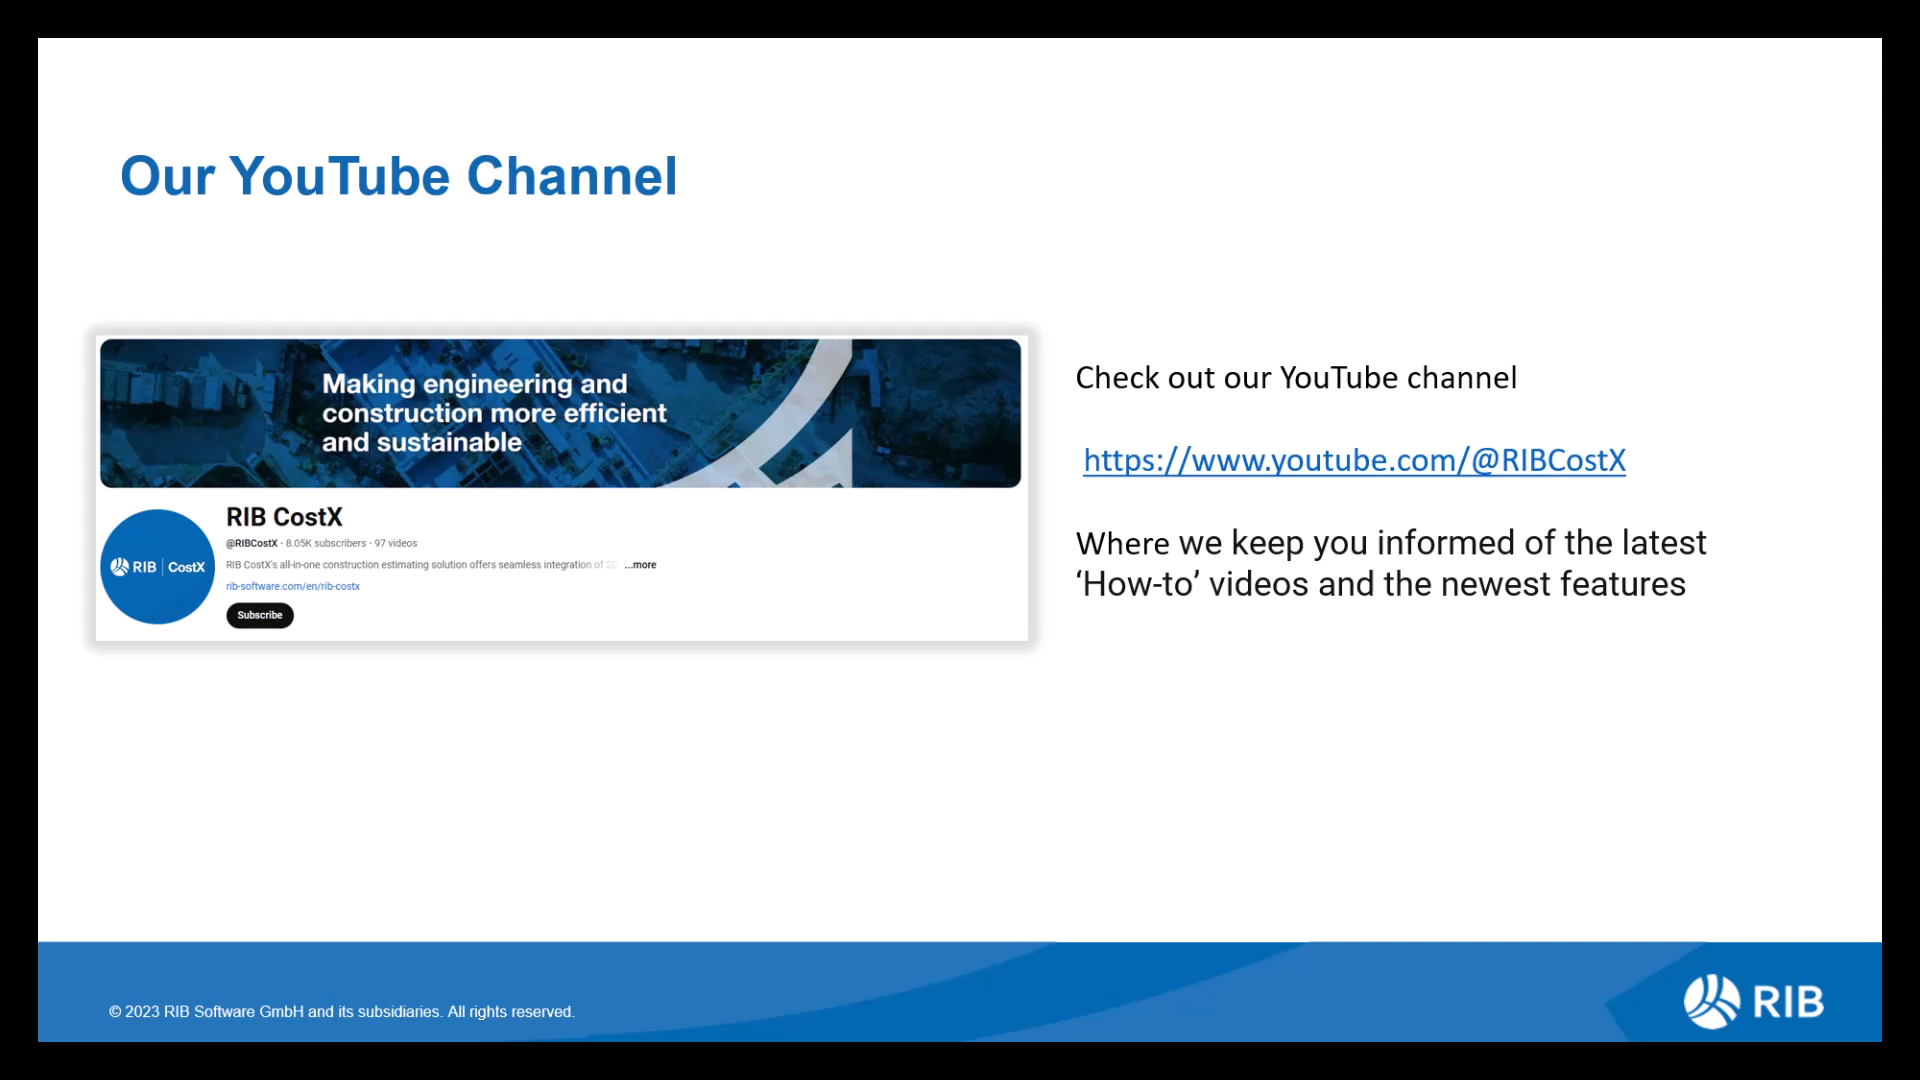 Our YouTube Channel
Making engineering and
construction more efficient
and sustainable
RIB CostX
@RIBCostX · 8.05K subscribers · 97 videos
RIB CostX's all-in-one construction estimating solution offers seamless integration of 2D ...more
rib-software.com/en/rib-costx
Subscribe
RIB | CostX
Check out our YouTube channel
https://www.youtube.com/@RIBCostX
Where we keep you informed of the latest
‘How-to’ videos and the newest features
© 2023 RIB Software GmbH and its subsidiaries. All rights reserved.
RIB